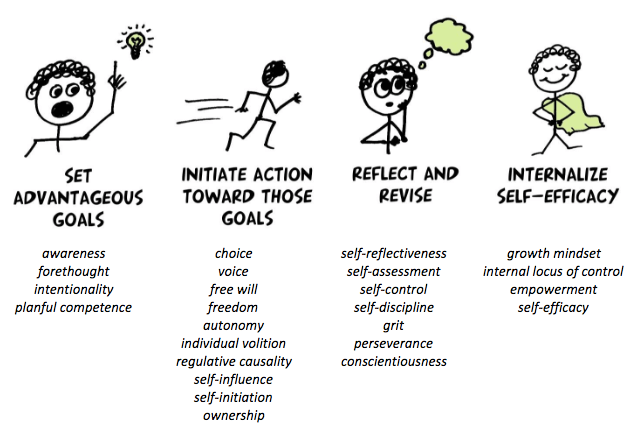 SET
ADVANTAGEOUS
GOALS
awareness
forethought
intentionality
planful competence
INITIATE ACTION
TOWARD THOSE
GOALS
choice
voice
free will
freedom
autonomy
individual volition
regulative causality
self-influence
self-initiation
ownership
REFLECT AND
REVISE
self-reflectiveness
self-assessment
self-control
self-discipline
grit
perseverance
conscientiousness
INTERNALIZE
SELF-EFFICACY
growth mindset
internal locus of control
empowerment
self-efficacy